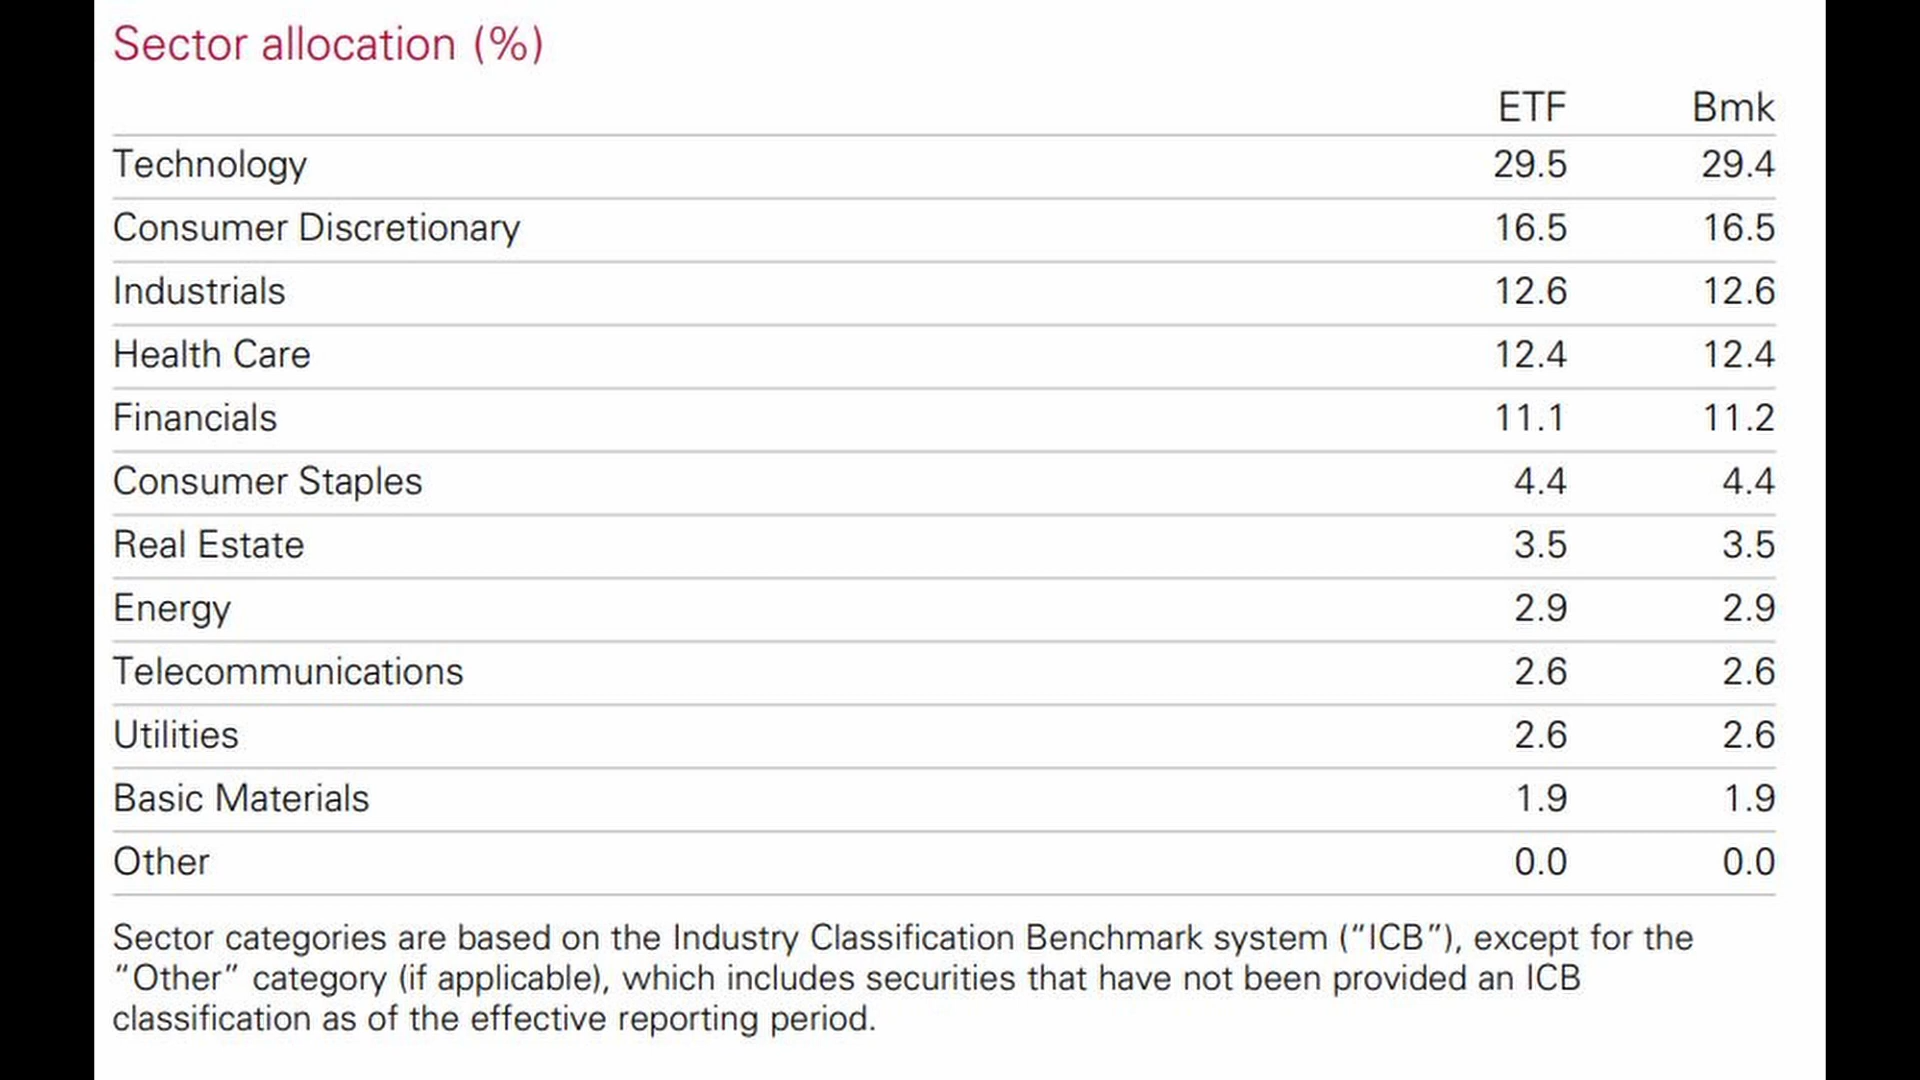 Sector allocation (%)
ETF Bmk
Technology 29.5 29.4
Consumer Discretionary 16.5 16.5
Industrials 12.6 12.6
Health Care 12.4 12.4
Financials 11.1 11.2
Consumer Staples 4.4 4.4
Real Estate 3.5 3.5
Energy 2.9 2.9
Telecommunications 2.6 2.6
Utilities 2.6 2.6
Basic Materials 1.9 1.9
Other 0.0 0.0
Sector categories are based on the Industry Classification Benchmark system (“ICB”), except for the
“Other” category (if applicable), which includes securities that have not been provided an ICB
classification as of the effective reporting period.